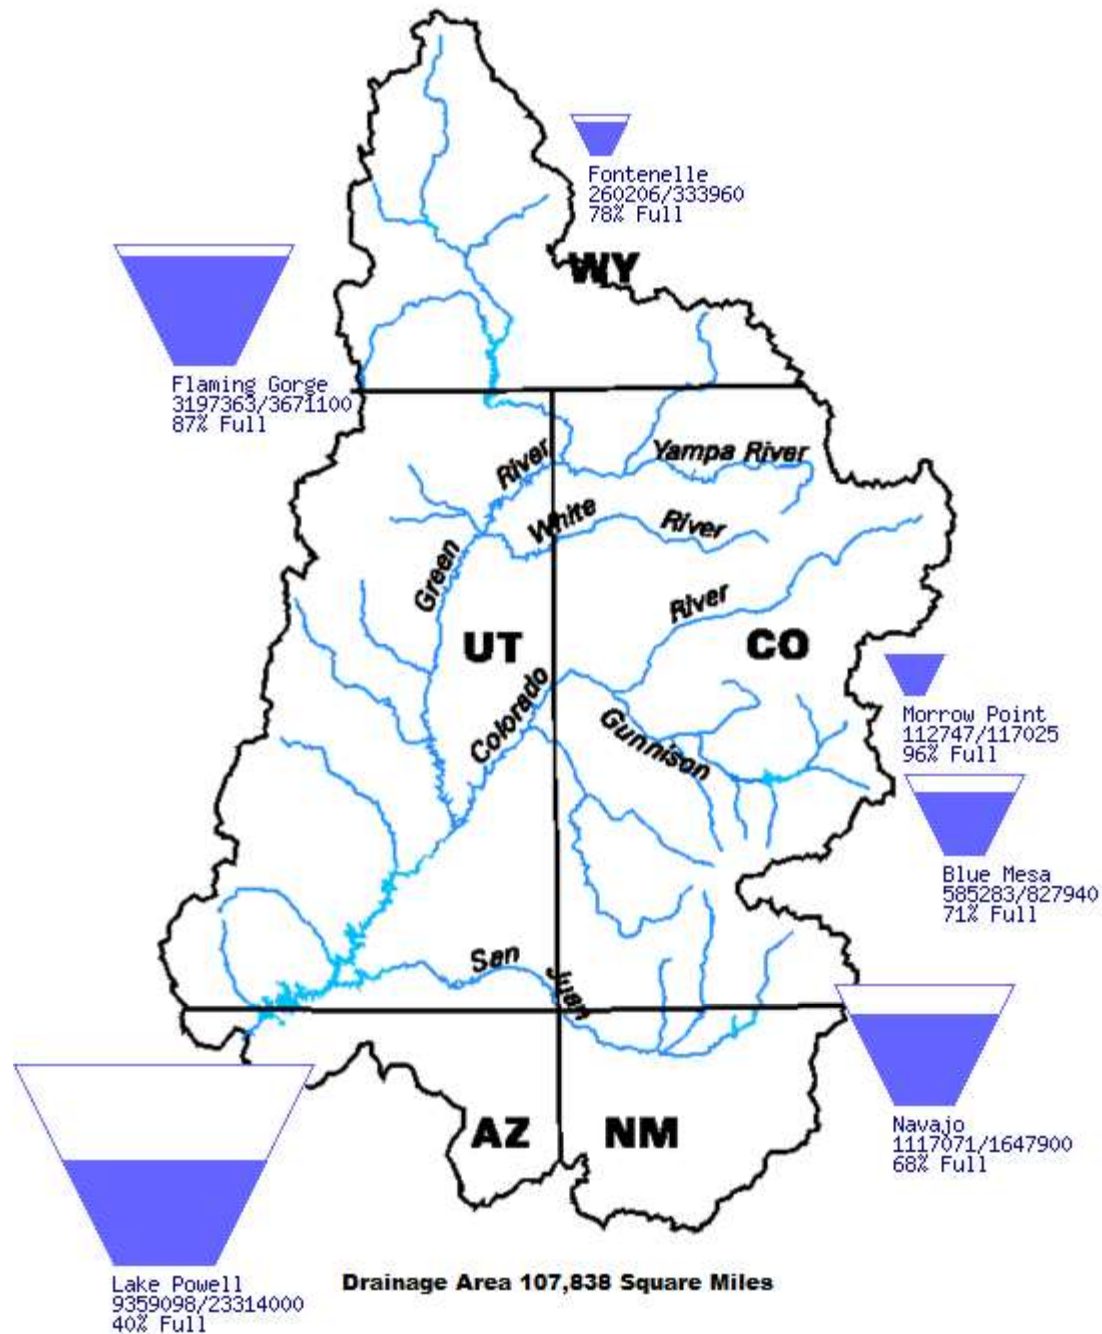 Fontenelle
260206/333960
78% Full
WY
Flaming Gorge
3197363/3671100
87% Full
Yampa River
River
White
River
Green
River
UT
CO
Colorado
Gunnison
Morrow Point
112747/117025
96% Full
Blue Mesa
585283/827940
71% Full
San
Juan
AZ
NM
Navajo
1117071/1647900
68% Full
Lake Powell
9359098/23314000
40% Full
Drainage Area 107,838 Square Miles